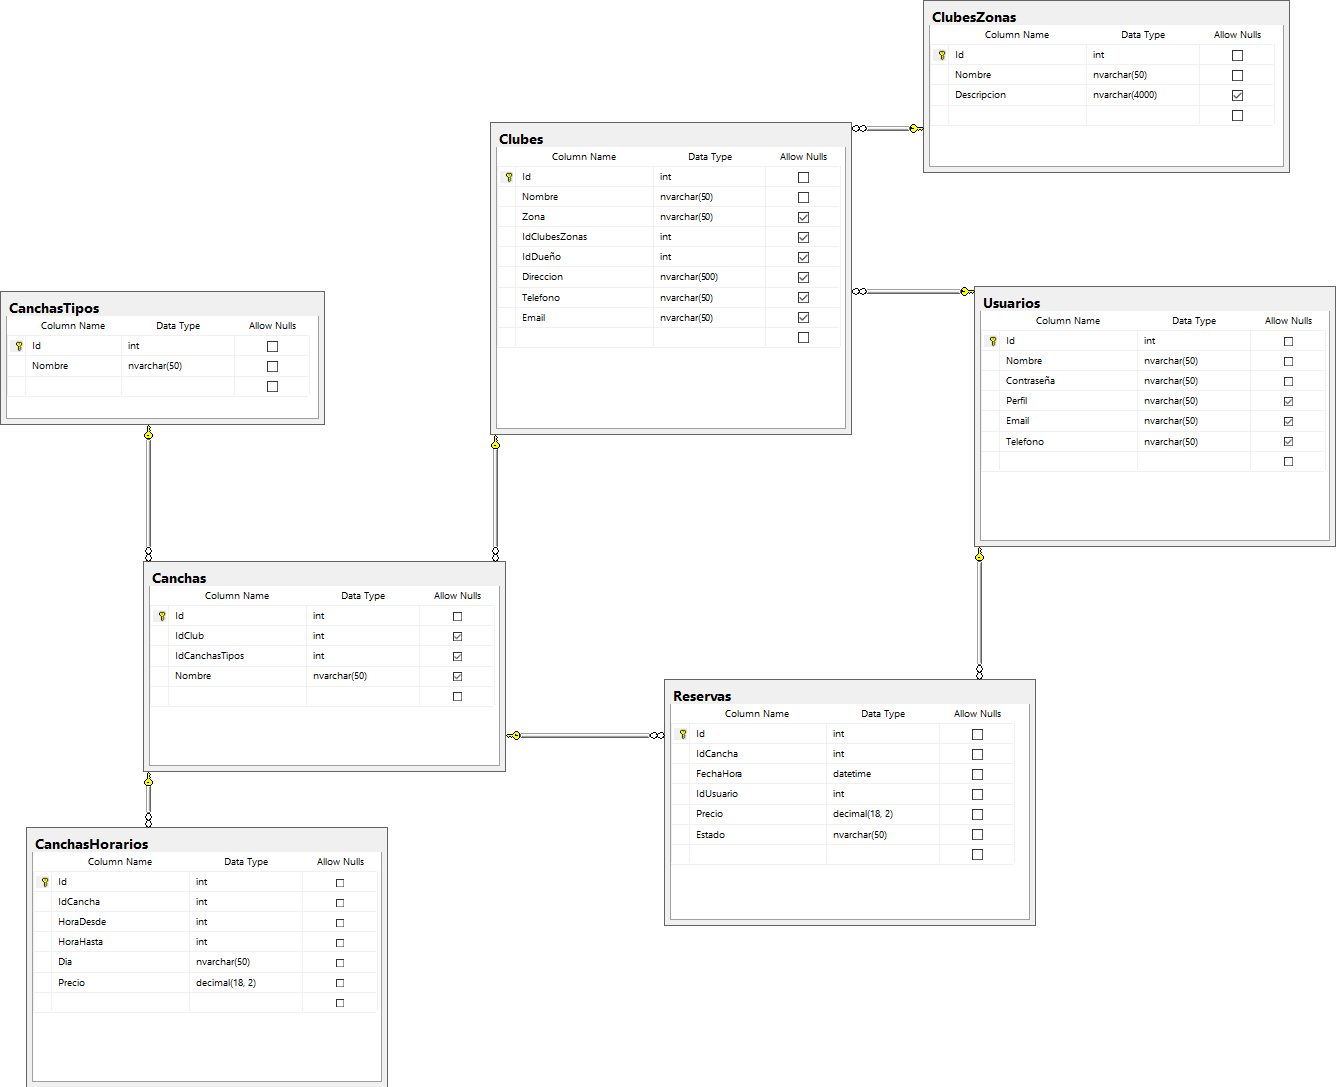 ClubesZonas
Column Name Data Type Allow Nulls
Id int
Nombre nvarchar(50)
Descripcion nvarchar(4000)
Clubes
Column Name Data Type Allow Nulls
Id int
Nombre nvarchar(50)
Zona nvarchar(50)
IdClubesZonas int
IdDueño int
Direccion nvarchar(500)
Telefono nvarchar(50)
Email nvarchar(50)
CanchasTipos
Column Name Data Type Allow Nulls
Id int
Nombre nvarchar(50)
Usuarios
Column Name Data Type Allow Nulls
Id int
Nombre nvarchar(50)
Contraseña nvarchar(50)
Perfil nvarchar(50)
Email nvarchar(50)
Telefono nvarchar(50)
Canchas
Column Name Data Type Allow Nulls
Id int
IdClub int
IdCanchasTipos int
Nombre nvarchar(50)
Reservas
Column Name Data Type Allow Nulls
Id int
IdCancha int
FechaHora datetime
IdUsuario int
Precio decimal(18, 2)
Estado nvarchar(50)
CanchasHorarios
Column Name Data Type Allow Nulls
Id int
IdCancha int
HoraDesde int
HoraHasta int
Dia nvarchar(50)
Precio decimal(18, 2)